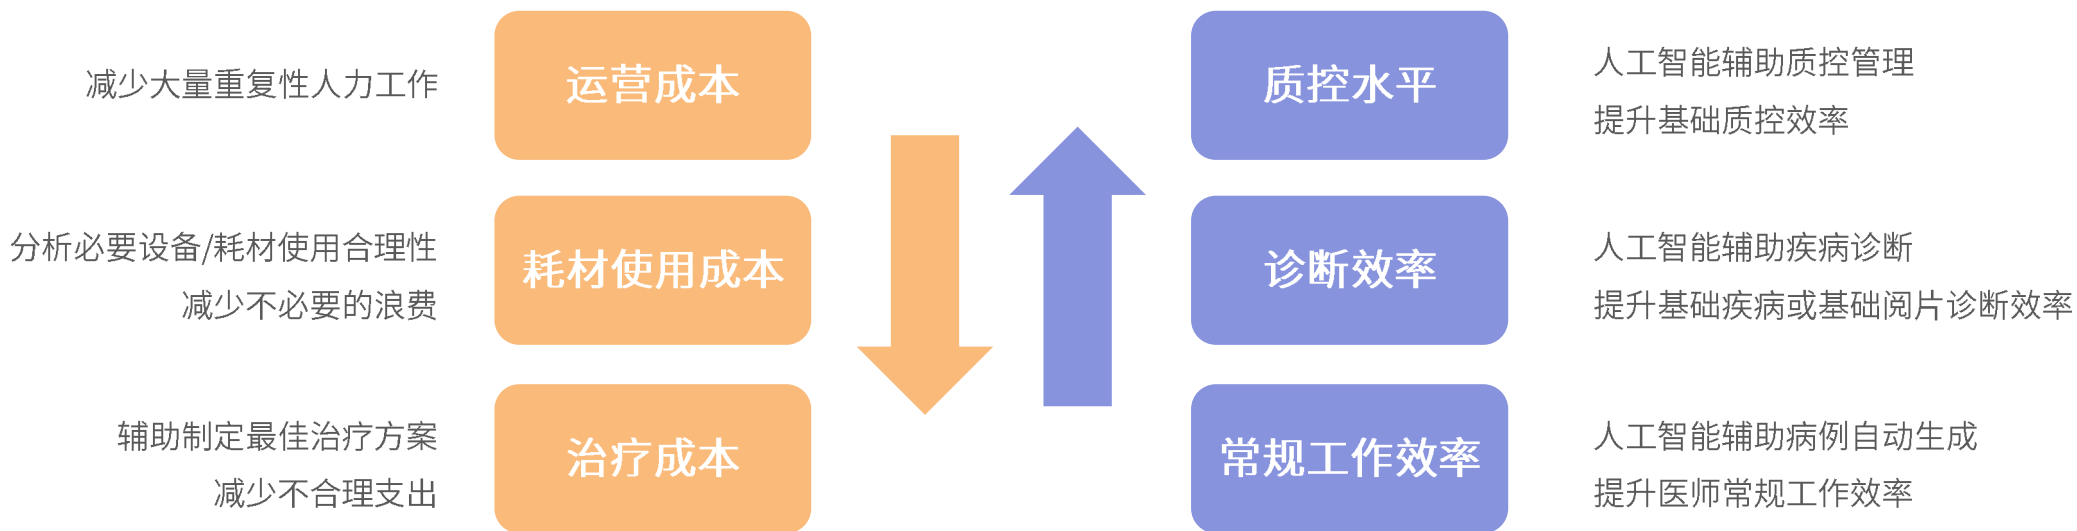 减少大量重复性人力工作
运营成本
质控水平
人工智能辅助质控管理
提升基础质控效率
分析必要设备/耗材使用合理性
减少不必要的浪费
耗材使用成本
诊断效率
人工智能辅助疾病诊断
提升基础疾病或基础阅片诊断效率
辅助制定最佳治疗方案
减少不合理支出
治疗成本
常规工作效率
人工智能辅助病例自动生成
提升医师常规工作效率